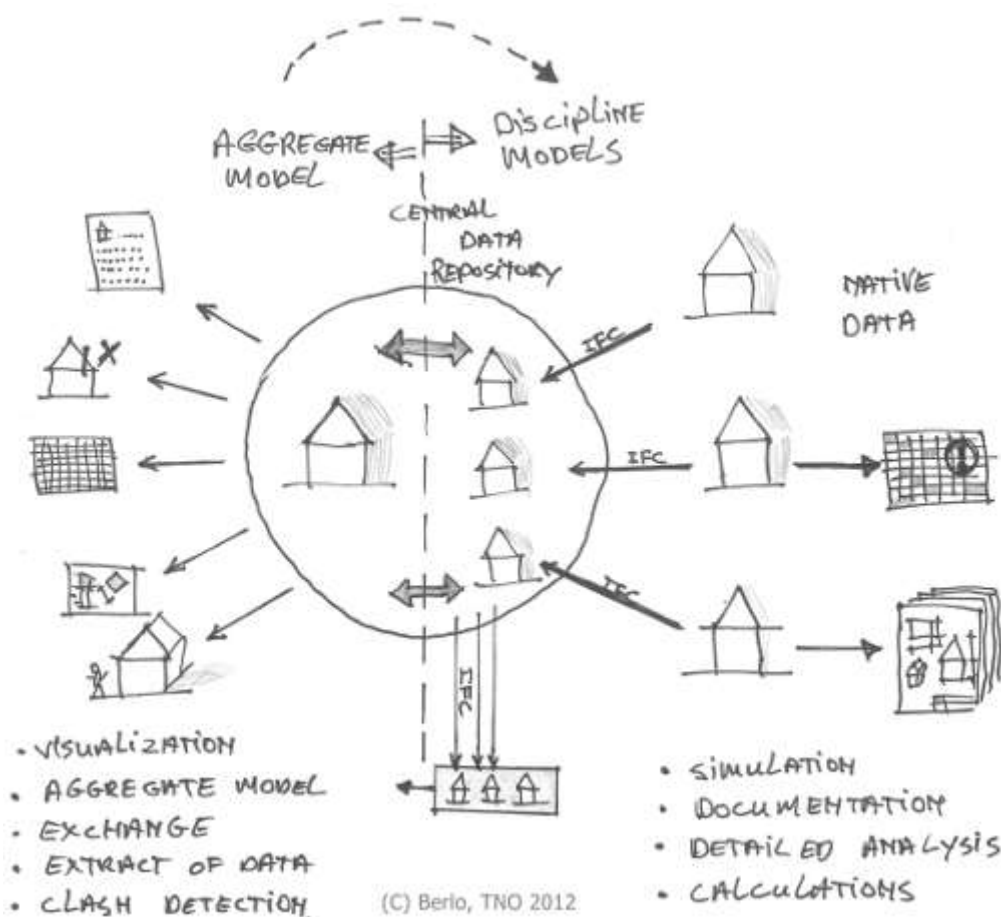 AGGREGATE
MODEL
DISCIPLINE
MODELS
CENTRAL
DATA
REPOSITORY
NATIVE
DATA
IFC
IFC
IFC
IFC
• VISUALIZATION
• AGGREGATE MODEL
• EXCHANGE
• EXTRACT OF DATA
• CLASH DETECTION
• SIMULATION
• DOCUMENTATION
• DETAILED ANALYSIS
• CALCULATIONS
(C) Berlo, TNO 2012